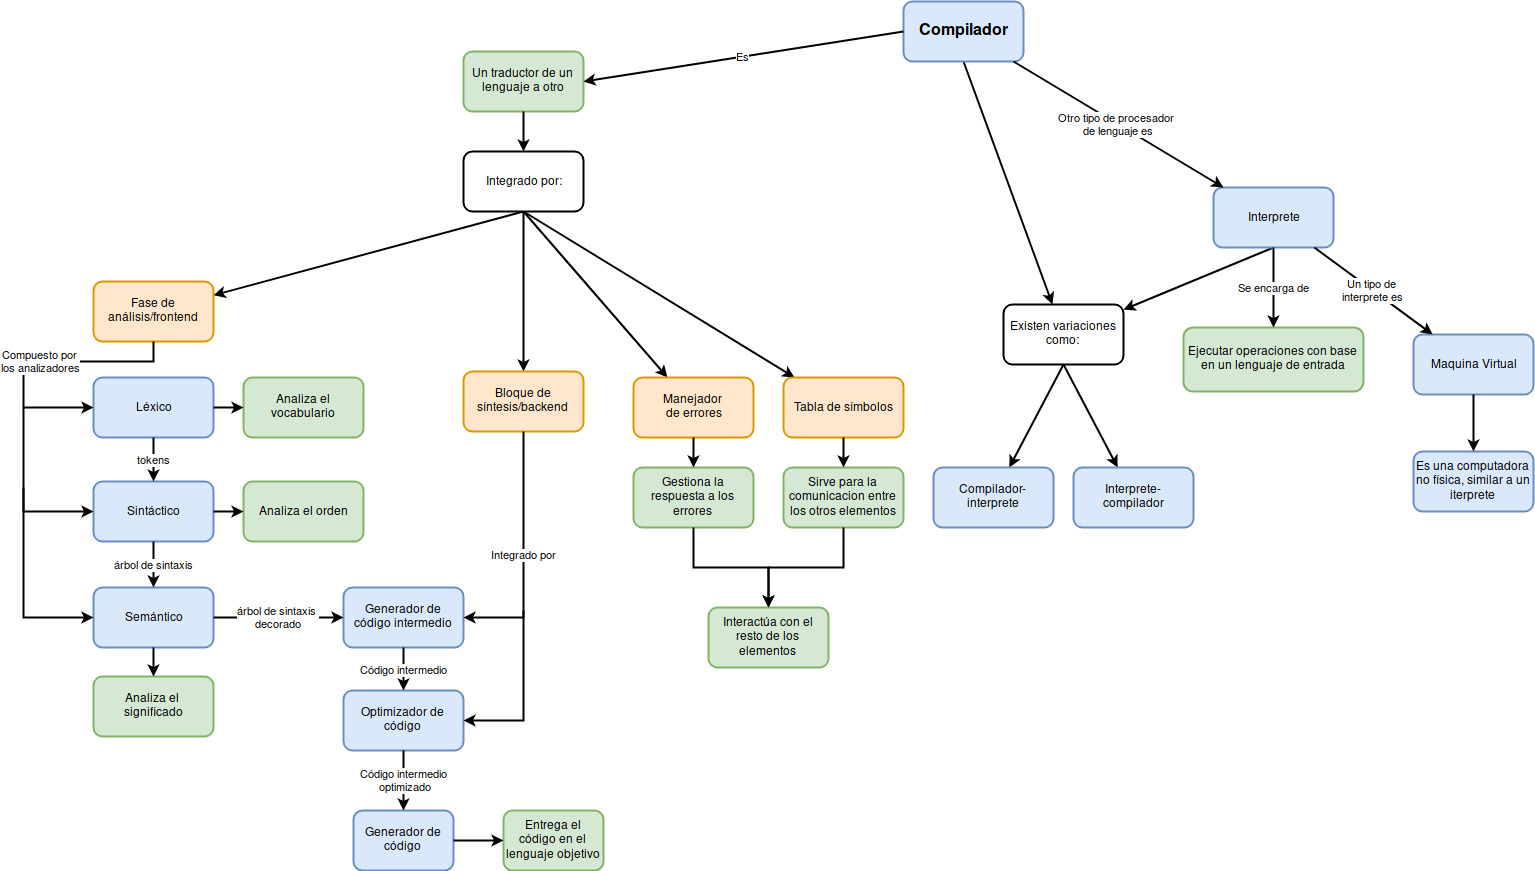 Compilador
Es
Un traductor de un
lenguaje a otro
Otro tipo de procesador
de lenguaje es
Integrado por:
Interprete
Se encarga de
Un tipo de
interprete es
Fase de
análisis/frontend
Existen variaciones
como:
Ejecutar operaciones con base
en un lenguaje de entrada
Maquina Virtual
Compuesto por
los analizadores
Léxico
Analiza el
vocabulario
Bloque de
síntesis/backend
Manejador
de errores
Tabla de símbolos
tokens
Gestiona la
respuesta a los
errores
Sirve para la
comunicacion entre
los otros elementos
Compilador-
interprete
Interprete-
compilador
Es una computadora
no física, similar a un
iterprete
Sintáctico
Analiza el orden
Integrado por
árbol de sintaxis
Semántico
árbol de sintaxis
decorado
Generador de
código intermedio
Interactúa con el
resto de los
elementos
Código intermedio
Analiza el
significado
Optimizador de
código
Código intermedio
optimizado
Generador de
código
Entrega el
código en el
lenguaje objetivo